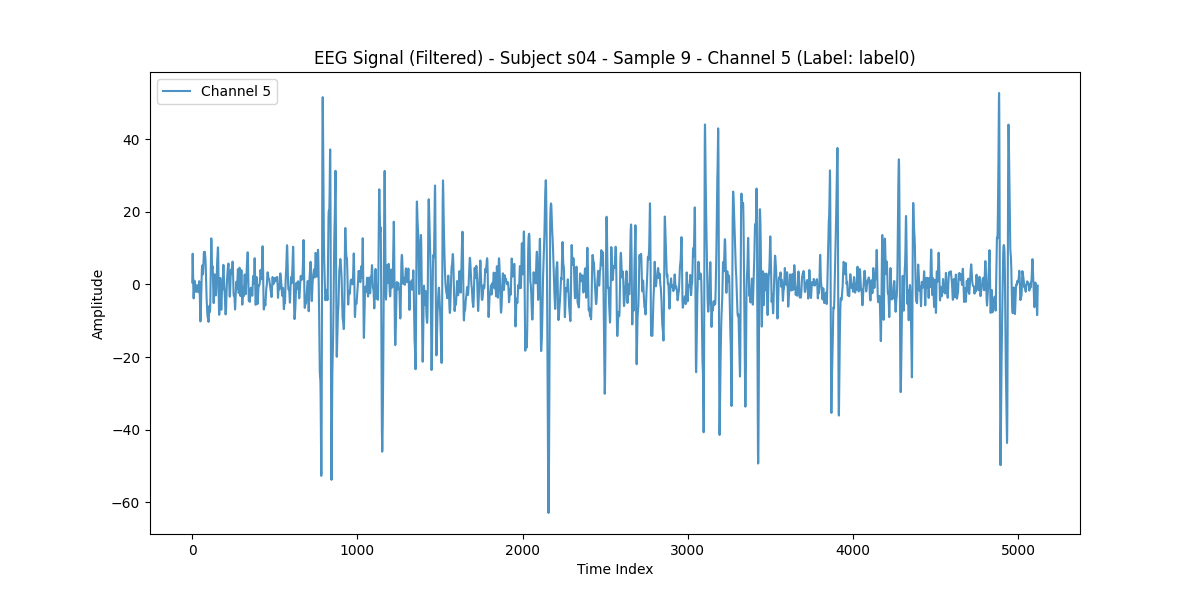 EEG Signal (Filtered) - Subject s04 - Sample 9 - Channel 5 (Label: label0)
Channel 5
Amplitude
40
20
0
−20
−40
−60
0 1000 2000 3000 4000 5000
Time Index